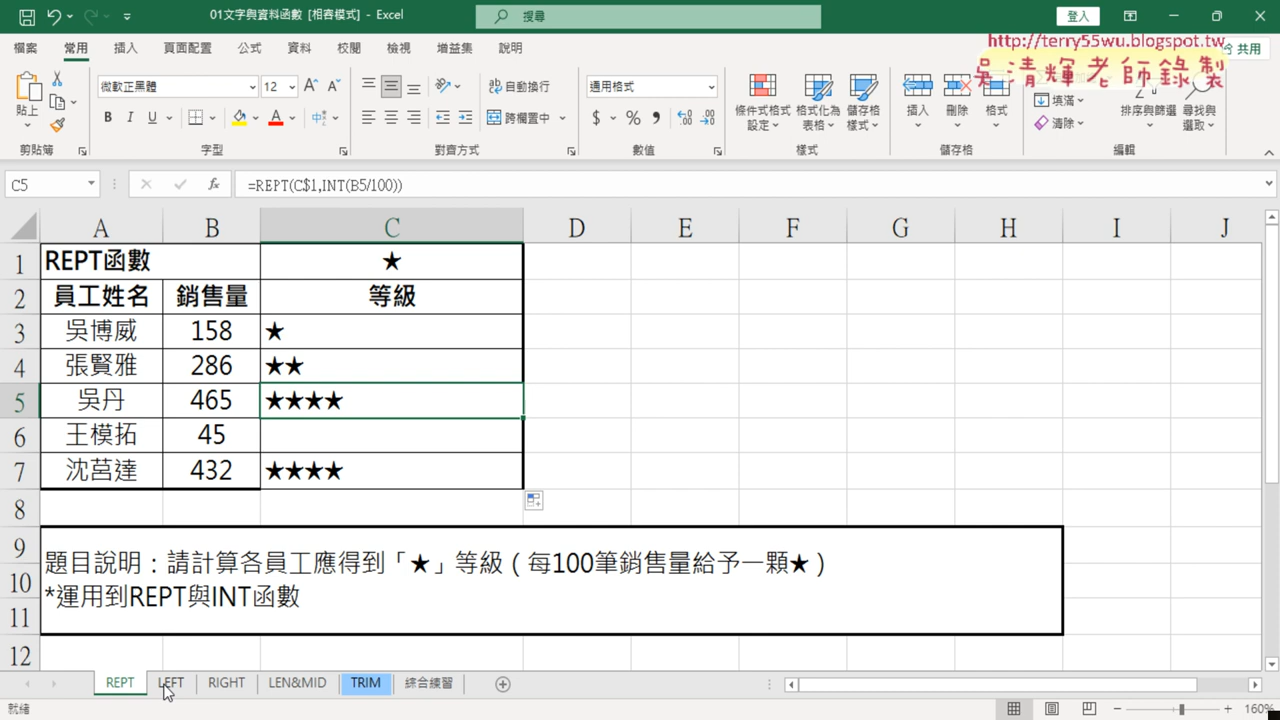 01文字與資料函數 [相容模式] - Excel
搜尋
登入
http://terry55wu.blogspot.tw
吳清輝老師錄製
檔案 常用 插入 頁面配置 公式 資料 校閱 檢視 增益集 說明
共用
貼上
微軟正黑體 12
B I U
中
自動換行
跨欄置中
通用格式
$ % ,
條件式格式設定
格式化為表格
儲存格樣式
插入 刪除 格式
填滿
清除
排序與篩選
尋找與選取
剪貼簿 字型 對齊方式 數值 樣式 儲存格 編輯
C5 fx =REPT(C$1,INT(B5/100))
A B C D E F G H I J
1 REPT函數 ★
2 員工姓名 銷售量 等級
3 吳博威 158 ★
4 張賢雅 286 ★★
5 吳丹 465 ★★★★
6 王模拓 45
7 沈莒達 432 ★★★★
8
9 題目說明：請計算各員工應得到「★」等級（每100筆銷售量給予一顆★）
10 *運用到REPT與INT函數
11
12
REPT LEFT RIGHT LEN&MID TRIM 綜合練習
就緒
160%